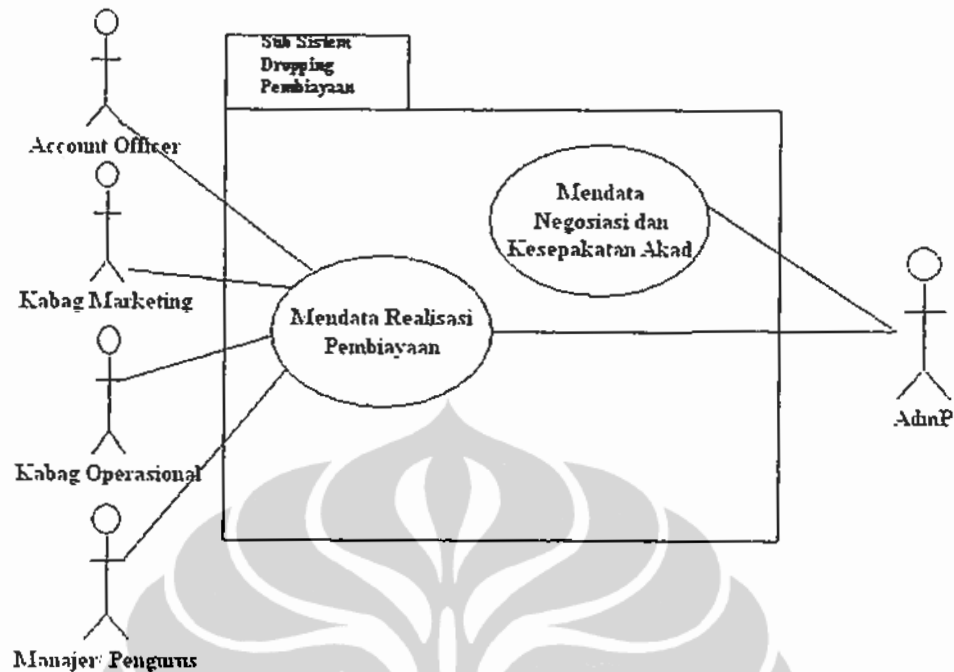 Sub Sistem
Dropping
Pembiayaan
Account Officer
Mendata
Negosiasi dan
Kesepakatan Akad
Kabag Marketing
Mendata Realisasi
Pembiayaan
AdmP
Kabag Operasional
Manajer/ Pengurus